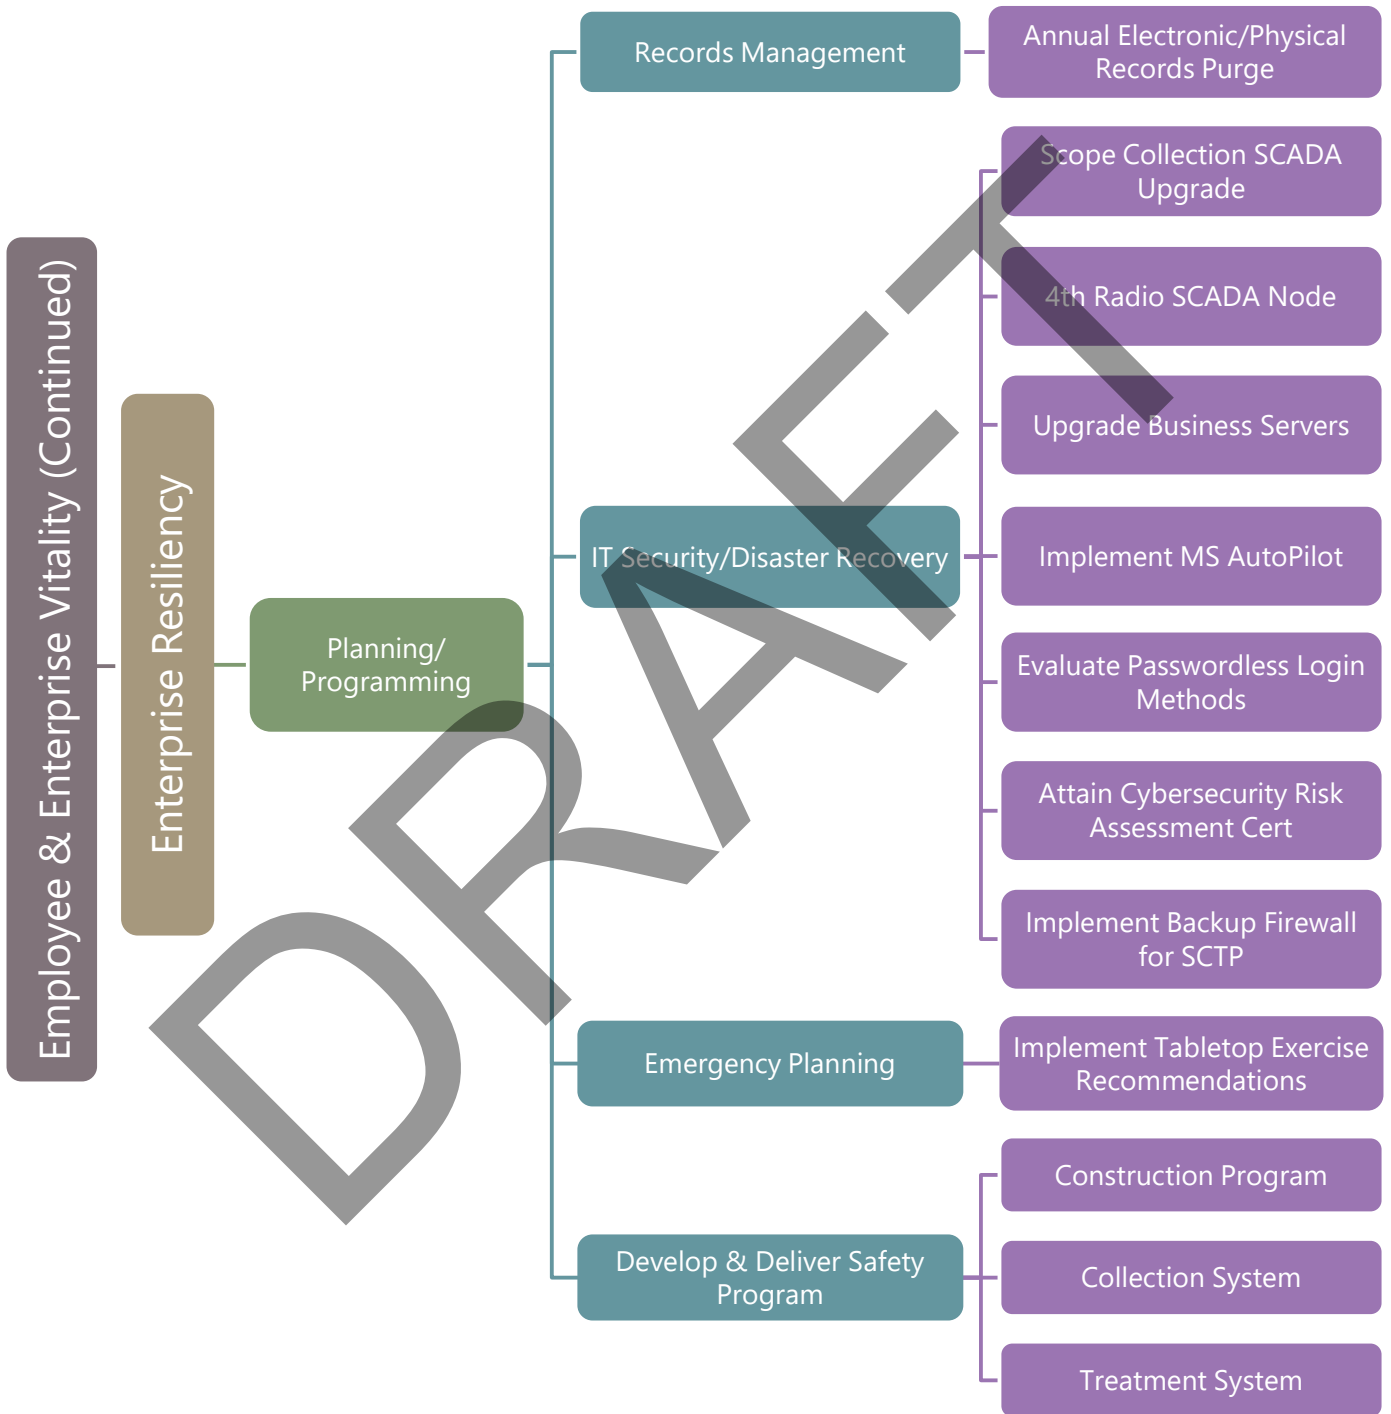 Employee & Enterprise Vitality (Continued)
Enterprise Resiliency
Planning/
Programming
Records Management
Annual Electronic/Physical
Records Purge
IT Security/Disaster Recovery
Scope Collection SCADA
Upgrade
4th Radio SCADA Node
Upgrade Business Servers
Implement MS AutoPilot
Evaluate Passwordless Login
Methods
Attain Cybersecurity Risk
Assessment Cert
Implement Backup Firewall
for SCTP
Emergency Planning
Implement Tabletop Exercise
Recommendations
Develop & Deliver Safety
Program
Construction Program
Collection System
Treatment System
DRAFT